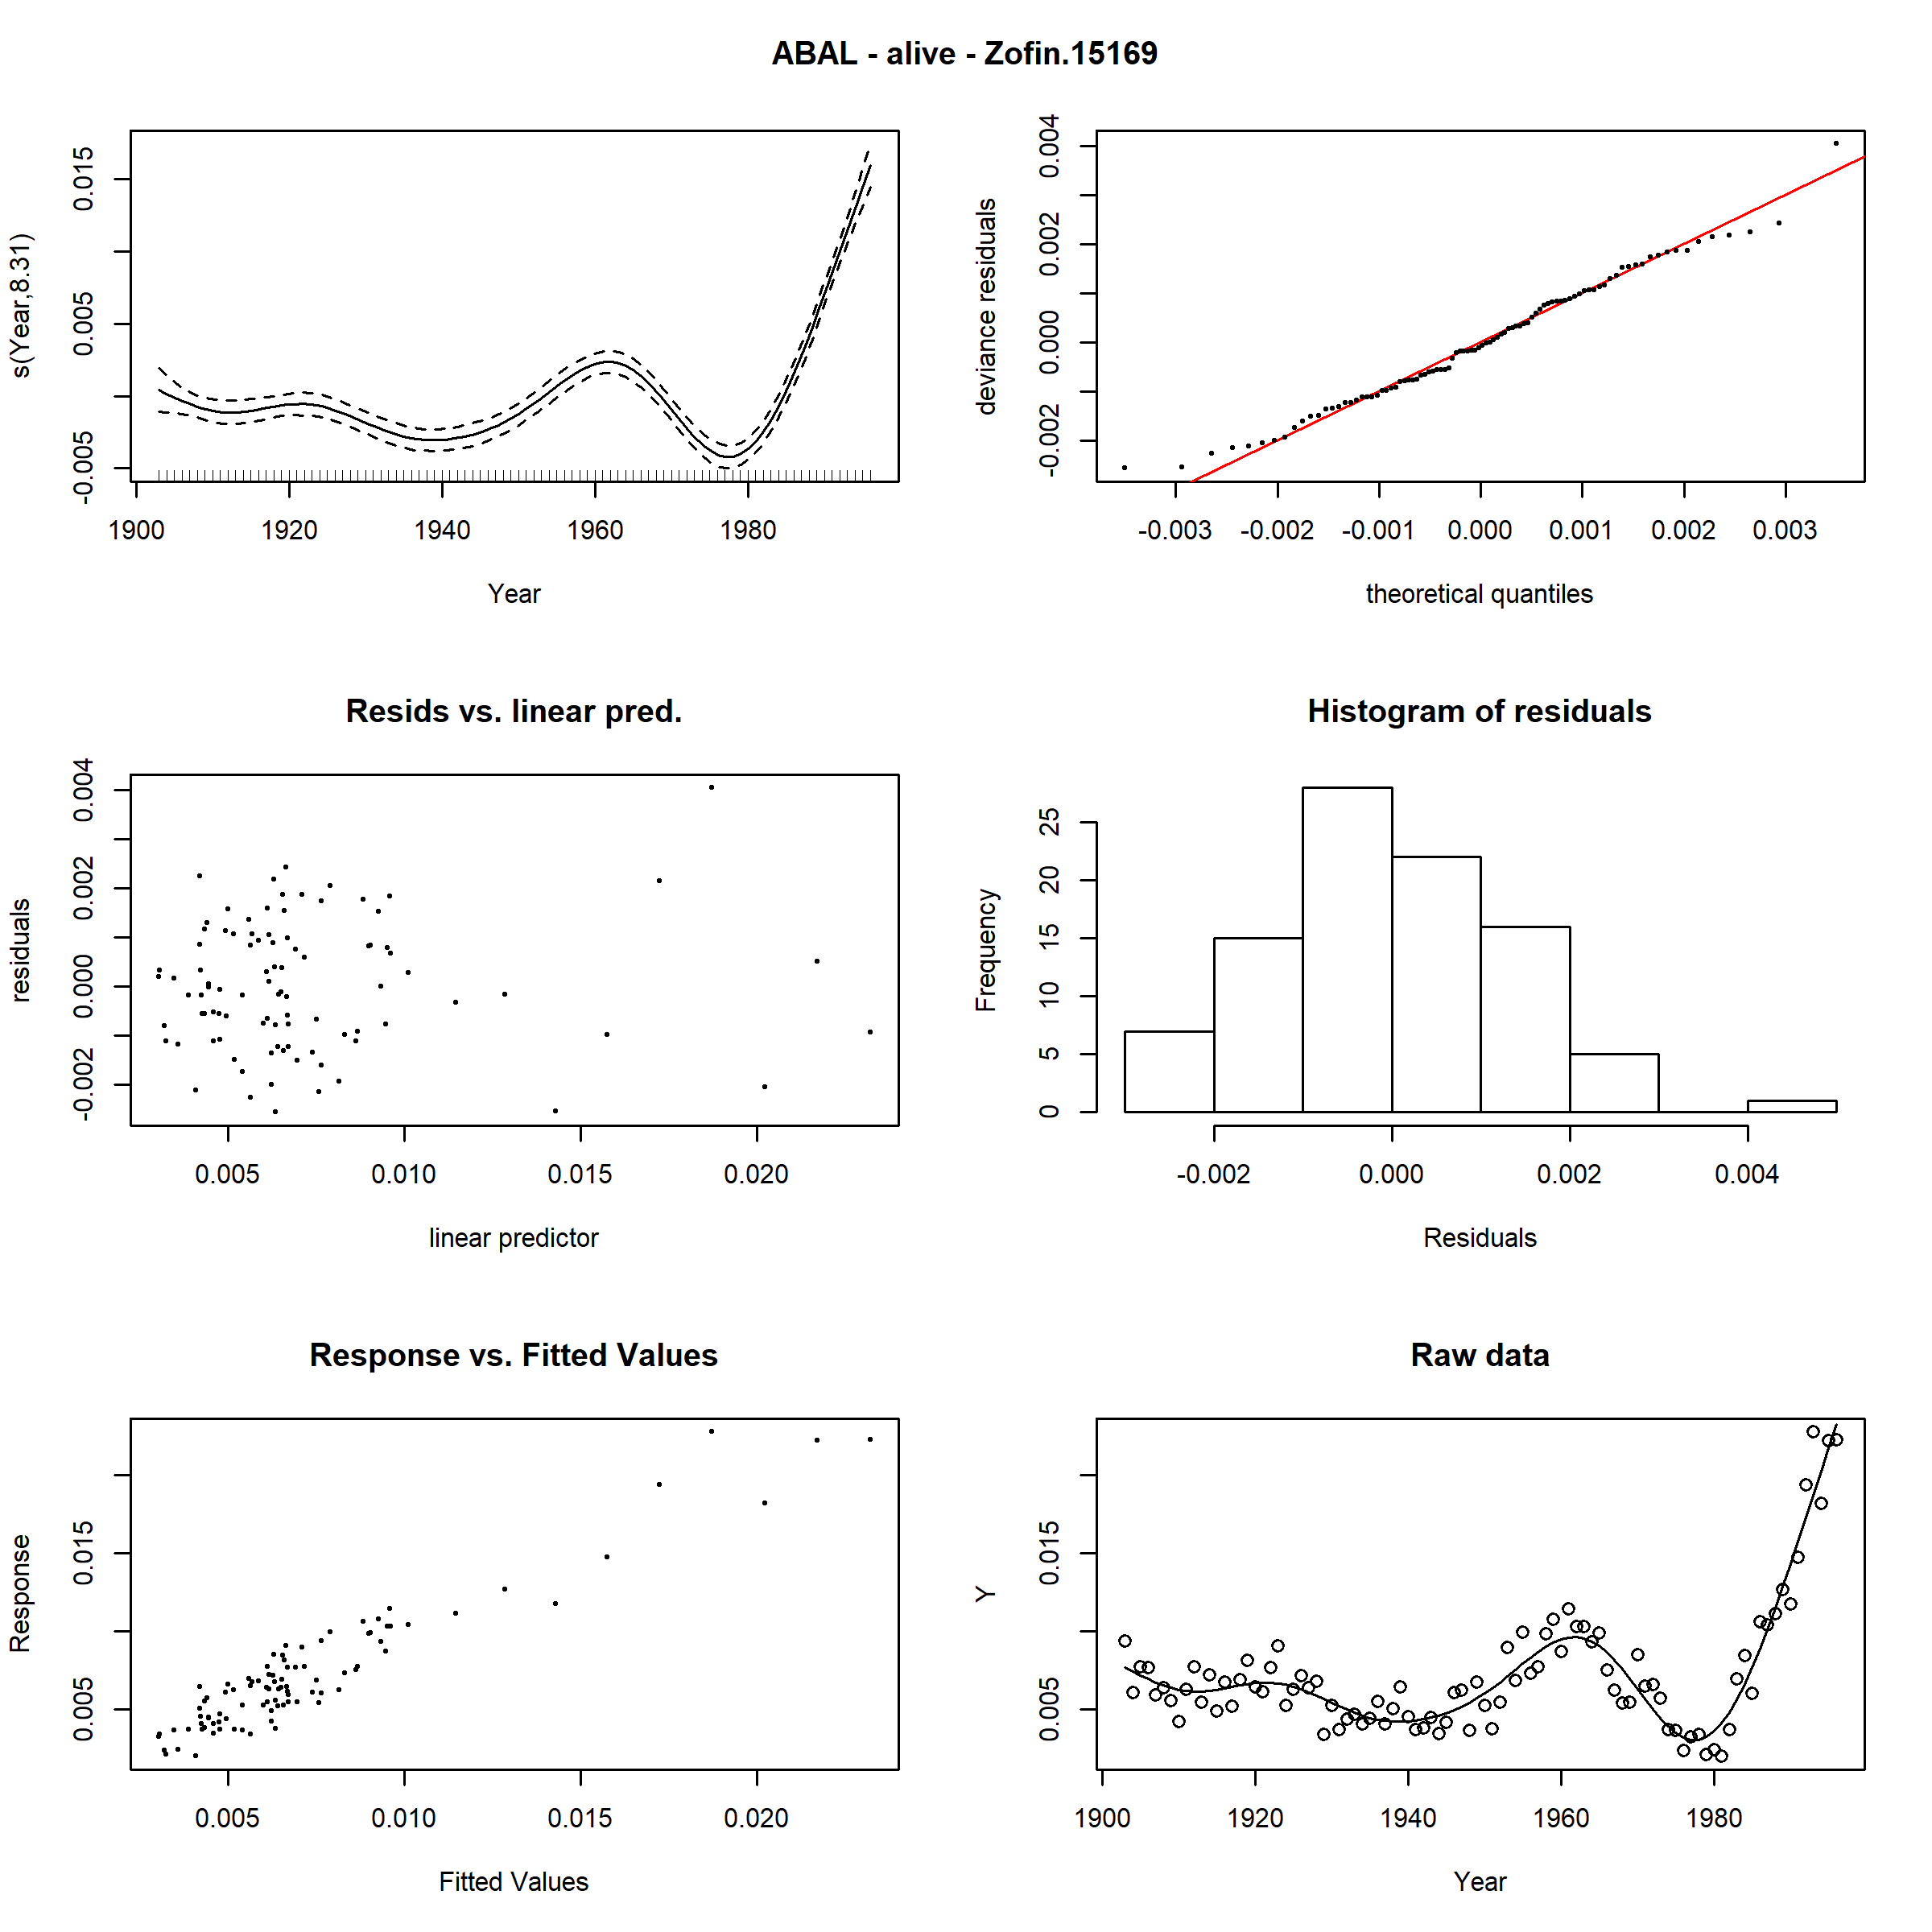 ABAL - alive - Zofin.15169
s(Year,8.31)
-0.005 0.005 0.015
1900 1920 1940 1960 1980
Year
deviance residuals
-0.002 0.000 0.002 0.004
-0.003 -0.002 -0.001 0.000 0.001 0.002 0.003
theoretical quantiles
Resids vs. linear pred.
residuals
-0.002 0.000 0.002 0.004
0.005 0.010 0.015 0.020
linear predictor
Histogram of residuals
Frequency
0 5 10 15 20 25
-0.002 0.000 0.002 0.004
Residuals
Response vs. Fitted Values
Response
0.005 0.015
0.005 0.010 0.015 0.020
Fitted Values
Raw data
Y
0.005 0.015
1900 1920 1940 1960 1980
Year